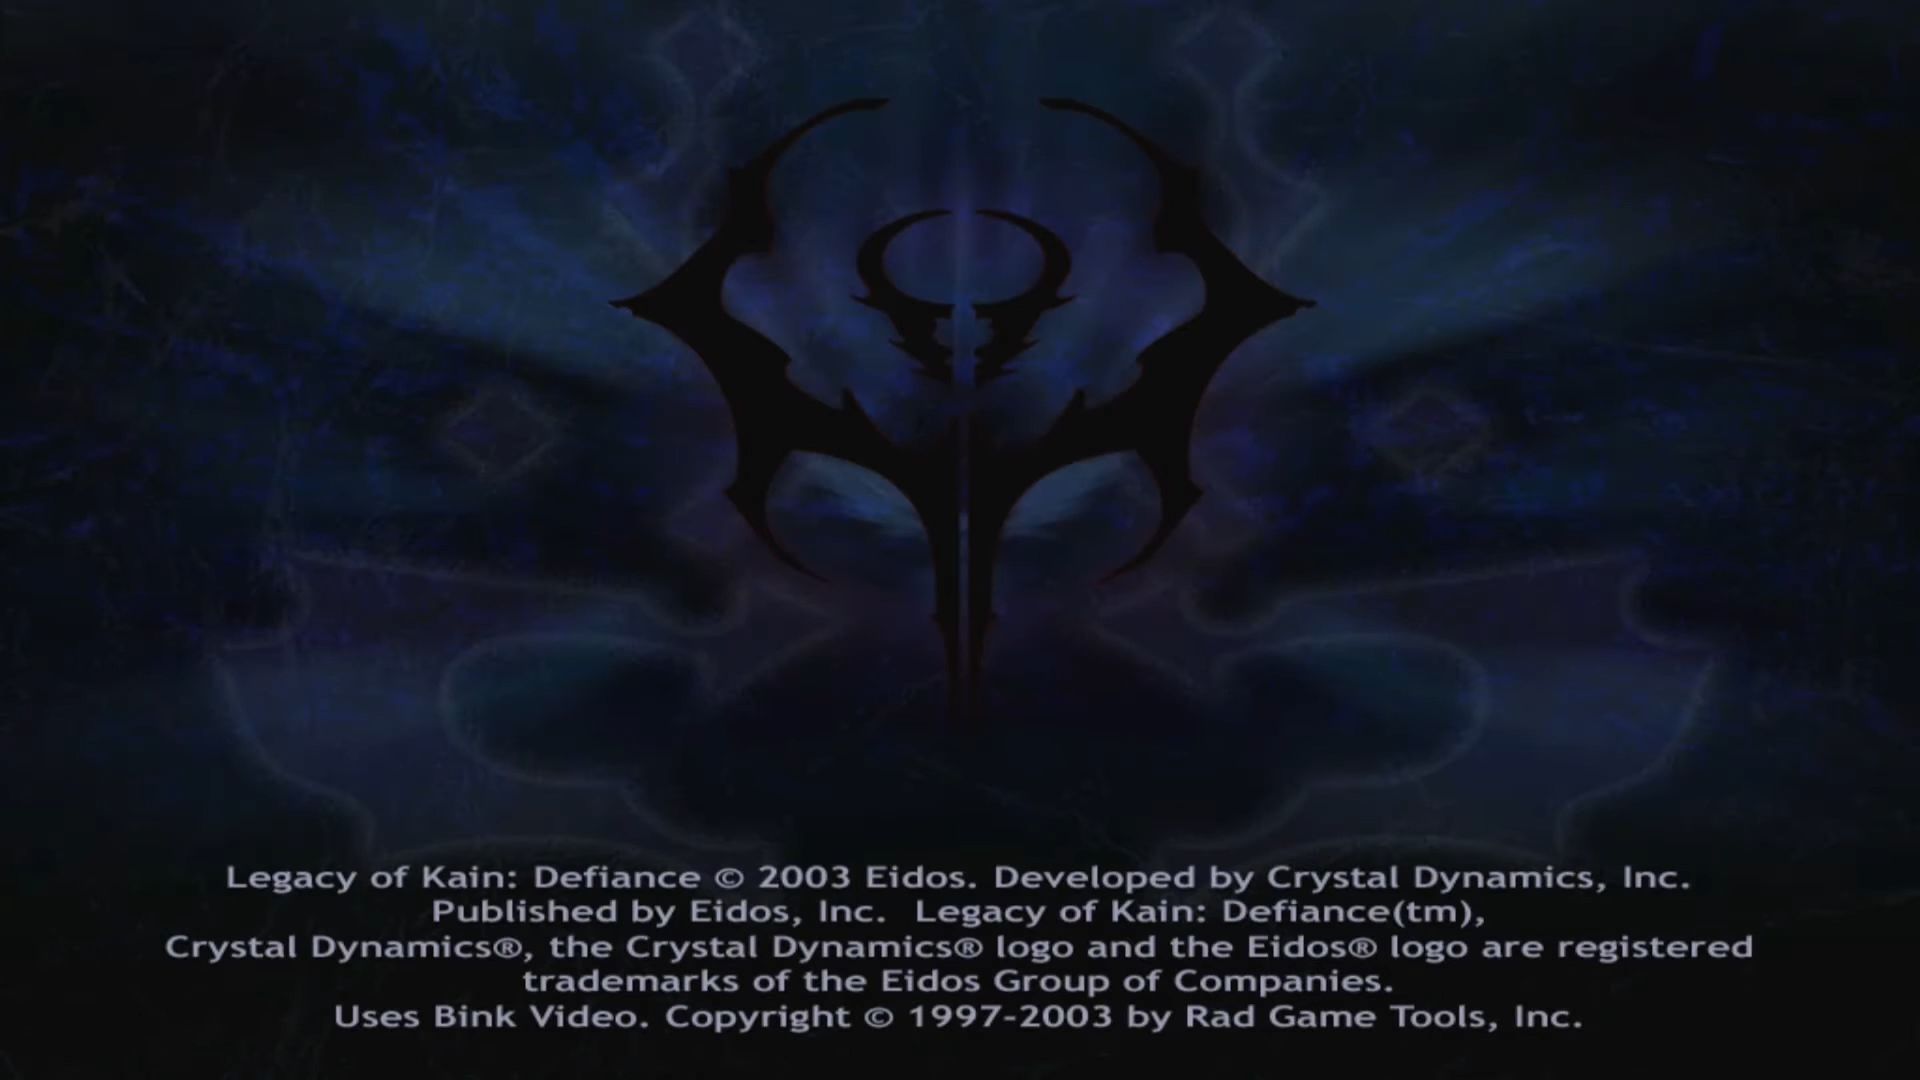 Legacy of Kain: Defiance © 2003 Eidos. Developed by Crystal Dynamics, Inc.
Published by Eidos, Inc.  Legacy of Kain: Defiance(tm),
Crystal Dynamics®, the Crystal Dynamics® logo and the Eidos® logo are registered
trademarks of the Eidos Group of Companies.
Uses Bink Video. Copyright © 1997-2003 by Rad Game Tools, Inc.